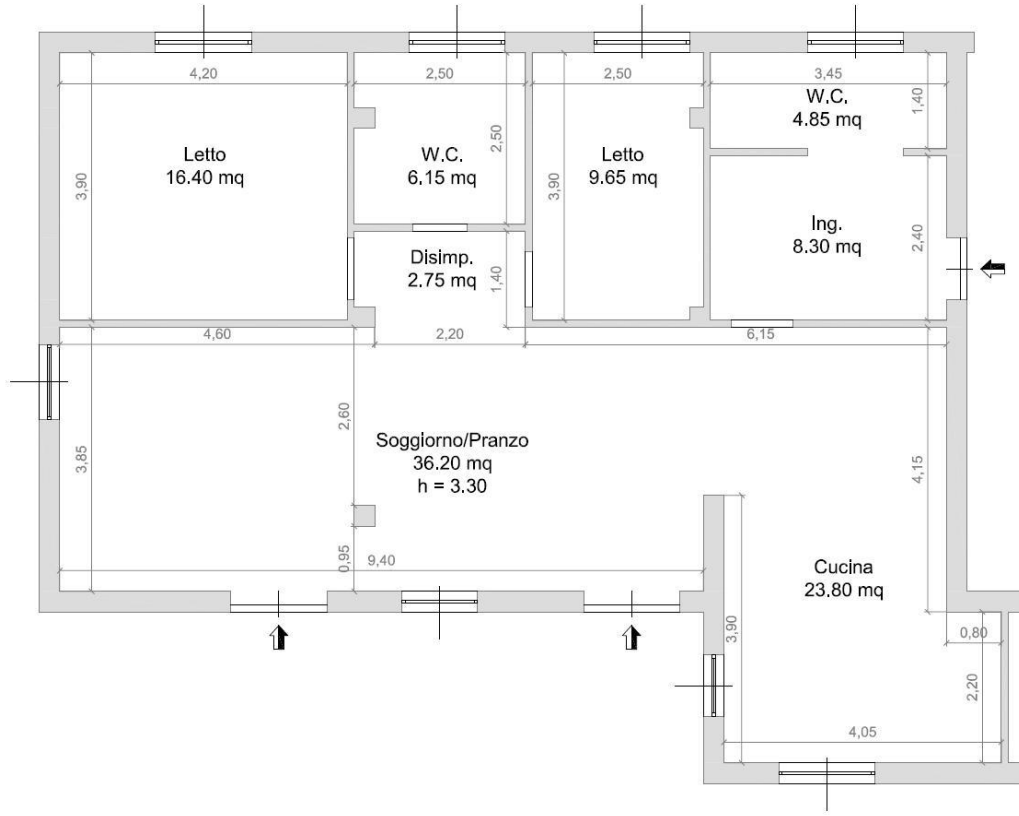 4,20
2,50
2,50
3,45
W.C.
4.85 mq
1,40
Letto
16.40 mq
3,90
W.C.
6.15 mq
2,50
Letto
9.65 mq
3,90
Ing.
8.30 mq
2,40
Disimp.
2.75 mq
1,40
4,60
2,20
6,15
3,85
2,60
Soggiorno/Pranzo
36.20 mq
h = 3.30
4,15
0,95
9,40
Cucina
23.80 mq
3,90
0,80
2,20
4,05